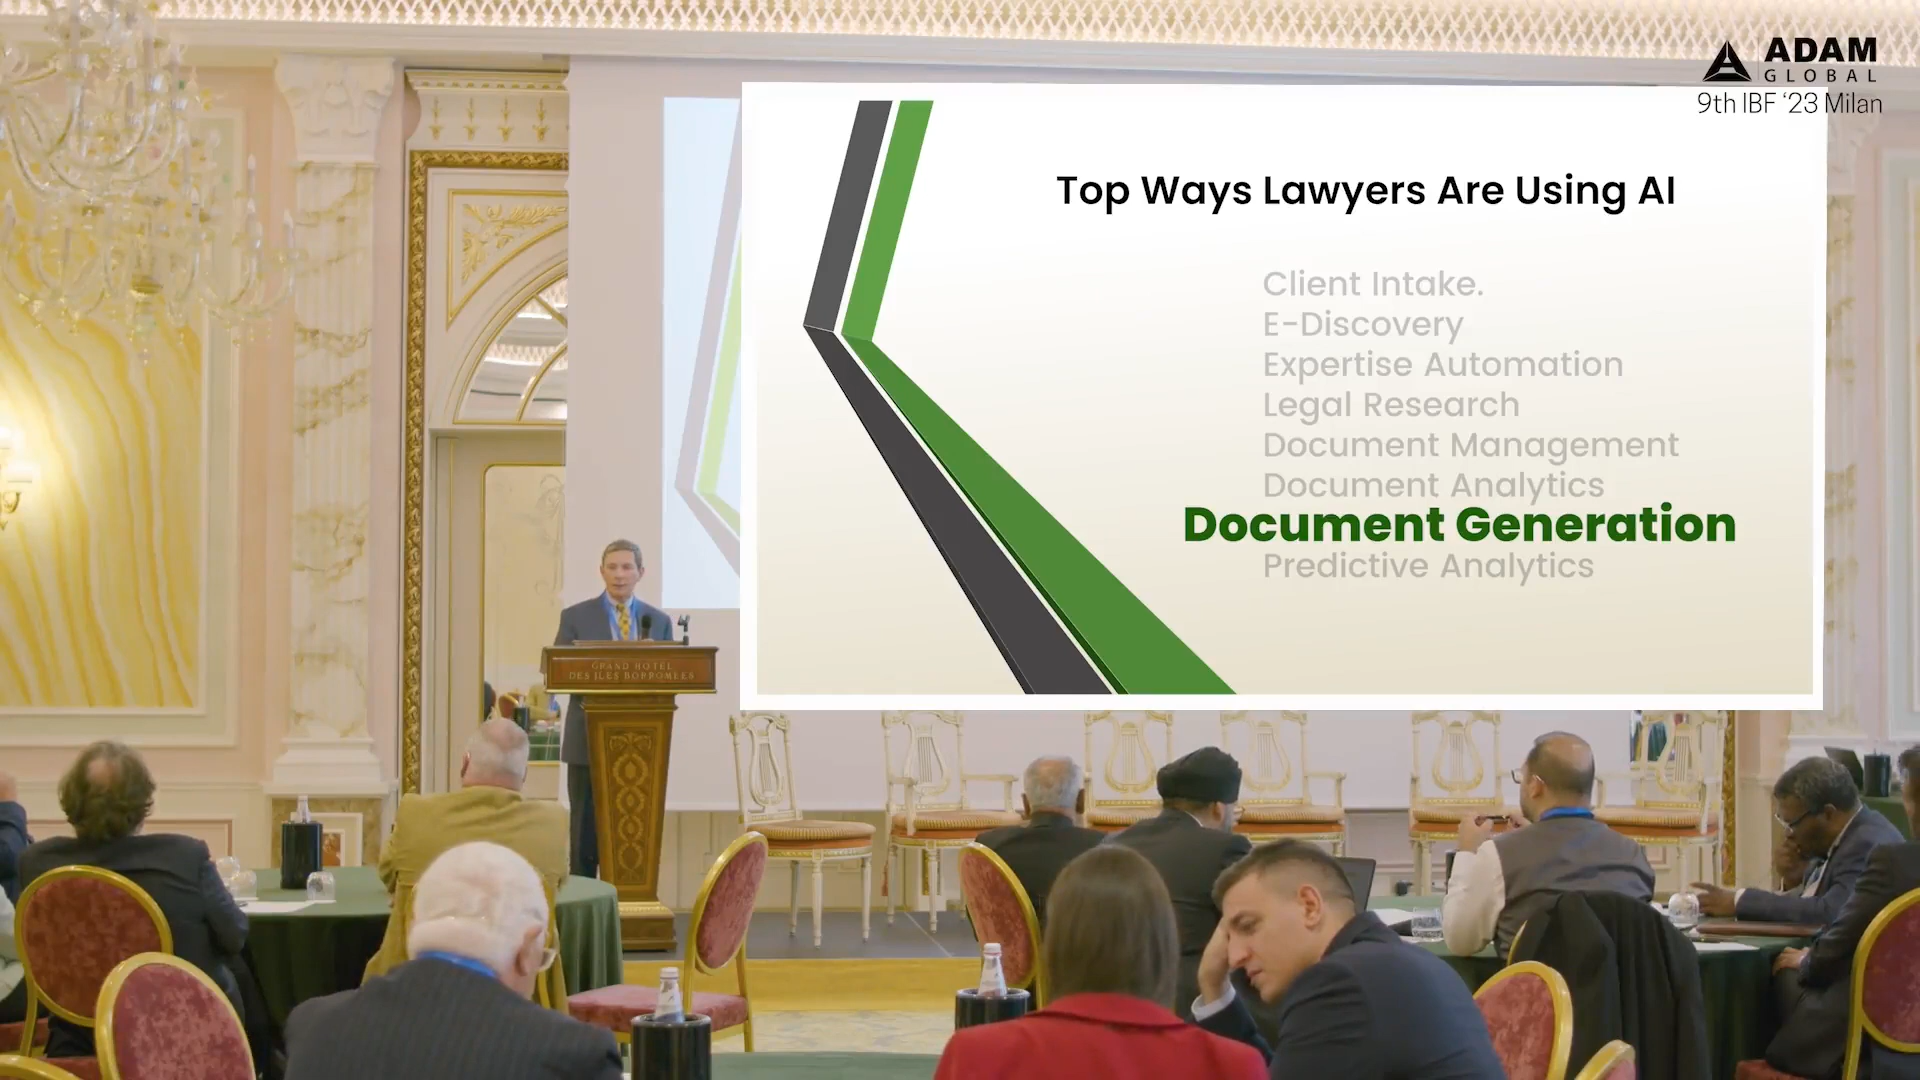 ADAM
GLOBAL
9th IBF ‘23 Milan
Top Ways Lawyers Are Using AI
Client Intake.
E-Discovery
Expertise Automation
Legal Research
Document Management
Document Analytics
Document Generation
Predictive Analytics
GRAND HOTEL
DES ILES BORROMEES